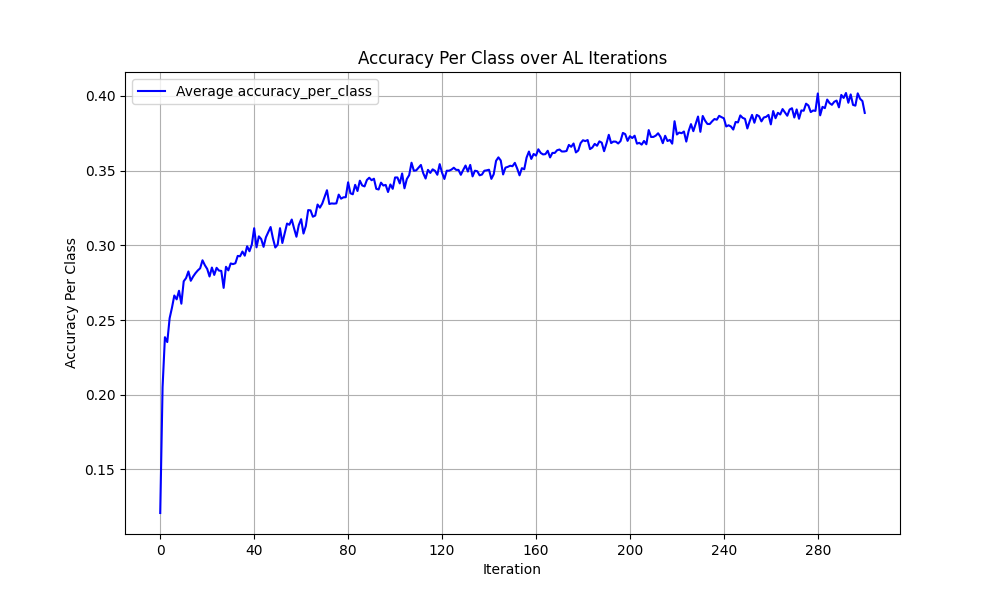 Accuracy Per Class over AL Iterations
Average accuracy_per_class
Accuracy Per Class
0.40
0.35
0.30
0.25
0.20
0.15
0 40 80 120 160 200 240 280
Iteration